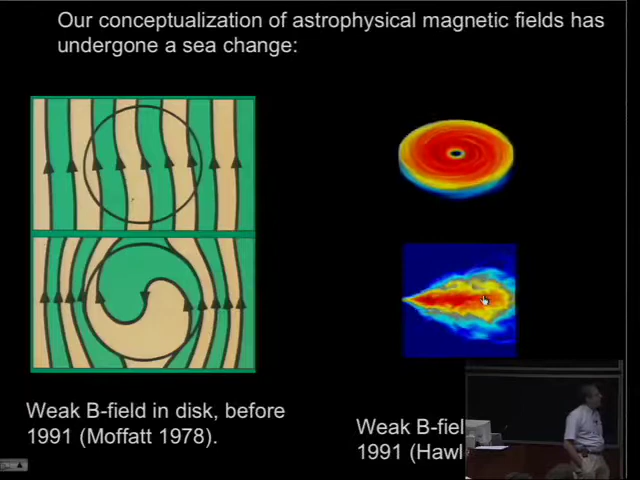 Our conceptualization of astrophysical magnetic fields has
undergone a sea change:
Weak B-field in disk, before
1991 (Moffatt 1978).
Weak B-fiel
1991 (Hawl